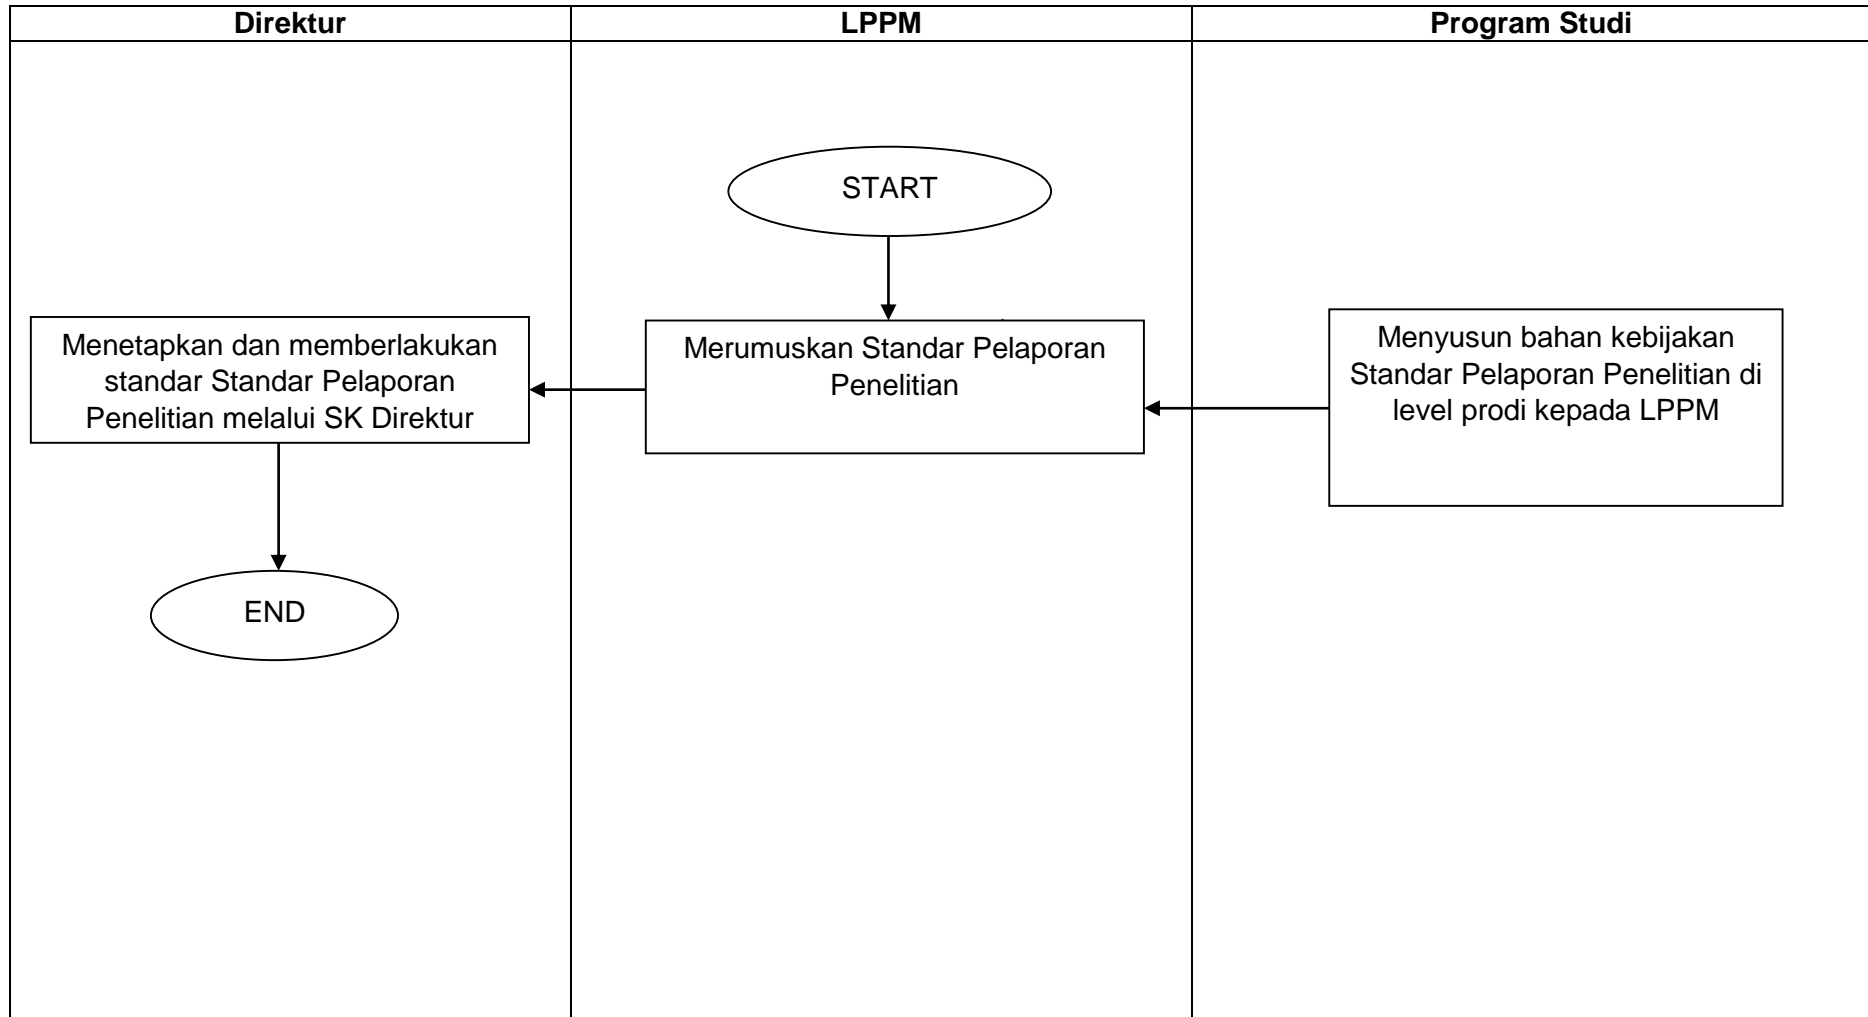 Direktur
LPPM
Program Studi
START
Menetapkan dan memberlakukan
standar Standar Pelaporan
Penelitian melalui SK Direktur
Merumuskan Standar Pelaporan
Penelitian
Menyusun bahan kebijakan
Standar Pelaporan Penelitian di
level prodi kepada LPPM
END